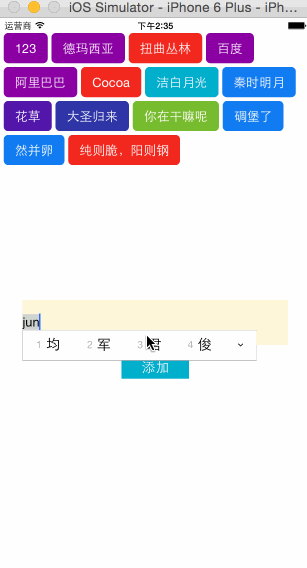 iOS Simulator - iPhone 6 Plus - iPh...
运营商 下午2:35
123 德玛西亚 扭曲丛林 百度
阿里巴巴 Cocoa 洁白月光 秦时明月
花草 大圣归来 你在干嘛呢 碉堡了
然并卵 纯则脆，阳则钢
jun
1 均 2 军 3 君 4 俊
添加